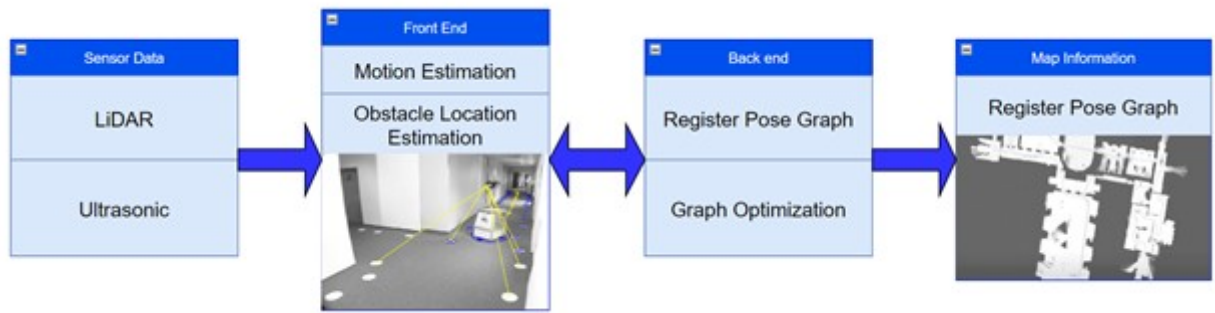 Sensor Data
LiDAR
Ultrasonic
Front End
Motion Estimation
Obstacle Location
Estimation
Back end
Register Pose Graph
Graph Optimization
Map Information
Register Pose Graph